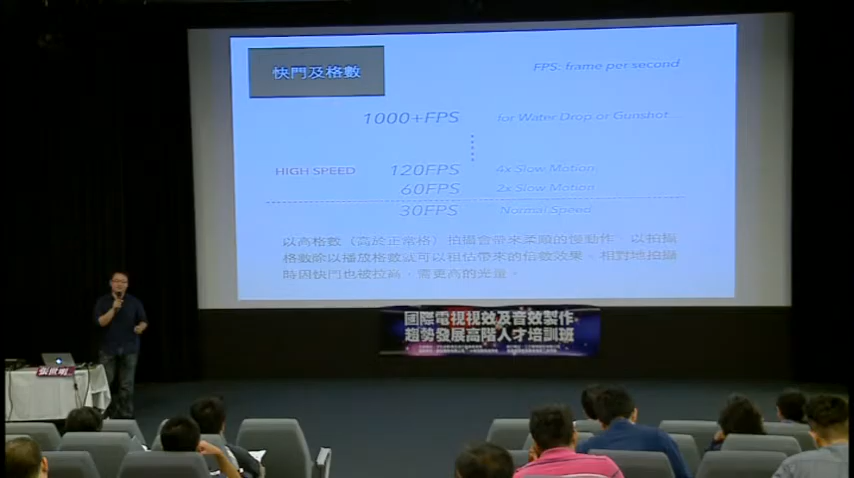 快門及格數
FPS: frame per second
1000+FPS for Water Drop or Gunshot...
HIGH SPEED 120FPS 4x Slow Motion
60FPS 2x Slow Motion
30FPS Normal Speed
以高格數（高於正常格）拍攝會帶來柔順的慢動作，以拍攝
格數除以播放格數就可以粗估帶來的倍數效果。相對地拍攝
時因快門也被拉高，需更高的光量。
國際電視視效及音效製作
趨勢發展高階人才培訓班
張世明